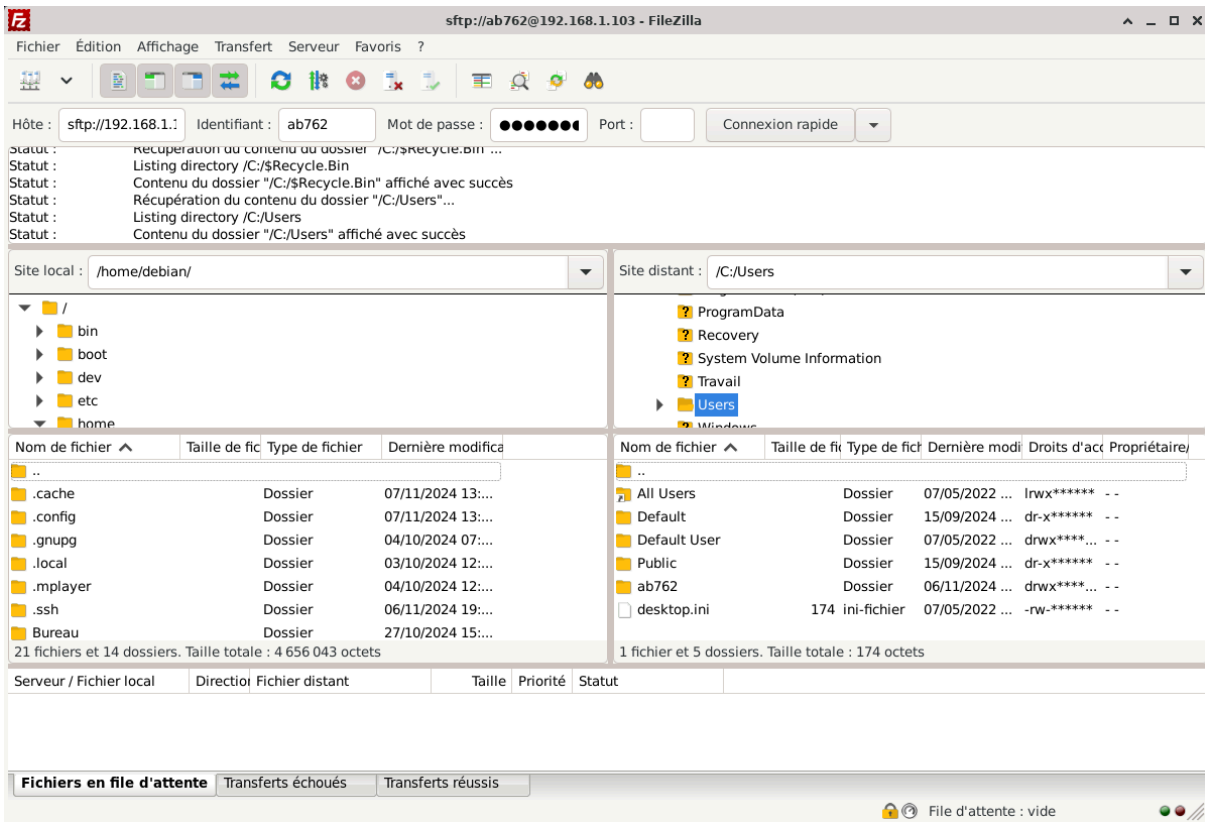 sftp://ab762@192.168.1.103 - FileZilla
Fichier Édition Affichage Transfert Serveur Favoris ?
Hôte : sftp://192.168.1.1 Identifiant : ab762 Mot de passe : Port : Connexion rapide
Statut : Récupération du contenu du dossier "/C:/$Recycle.Bin"...
Statut : Listing directory /C:/$Recycle.Bin
Statut : Contenu du dossier "/C:/$Recycle.Bin" affiché avec succès
Statut : Récupération du contenu du dossier "/C:/Users"...
Statut : Listing directory /C:/Users
Statut : Contenu du dossier "/C:/Users" affiché avec succès
Site local : /home/debian/
/
bin
boot
dev
etc
home
Site distant : /C:/Users
ProgramData
Recovery
System Volume Information
Travail
Users
Windows
Nom de fichier Taille de fic Type de fichier Dernière modifica
..
.cache Dossier 07/11/2024 13:...
.config Dossier 07/11/2024 13:...
.gnupg Dossier 04/10/2024 07:...
.local Dossier 03/10/2024 12:...
.mplayer Dossier 04/10/2024 12:...
.ssh Dossier 06/11/2024 19:...
Bureau Dossier 27/10/2024 15:...
21 fichiers et 14 dossiers. Taille totale : 4 656 043 octets
Nom de fichier Taille de fi Type de fich Dernière modi Droits d'acc Propriétaire/
..
All Users Dossier 07/05/2022 ... lrwx****** - -
Default Dossier 15/09/2024 ... dr-x****** - -
Default User Dossier 07/05/2022 ... drwx****... - -
Public Dossier 15/09/2024 ... dr-x****** - -
ab762 Dossier 06/11/2024 ... drwx****... - -
desktop.ini 174 ini-fichier 07/05/2022 ... -rw-****** - -
1 fichier et 5 dossiers. Taille totale : 174 octets
Serveur / Fichier local Direction Fichier distant Taille Priorité Statut
Fichiers en file d'attente Transferts échoués Transferts réussis
File d'attente : vide